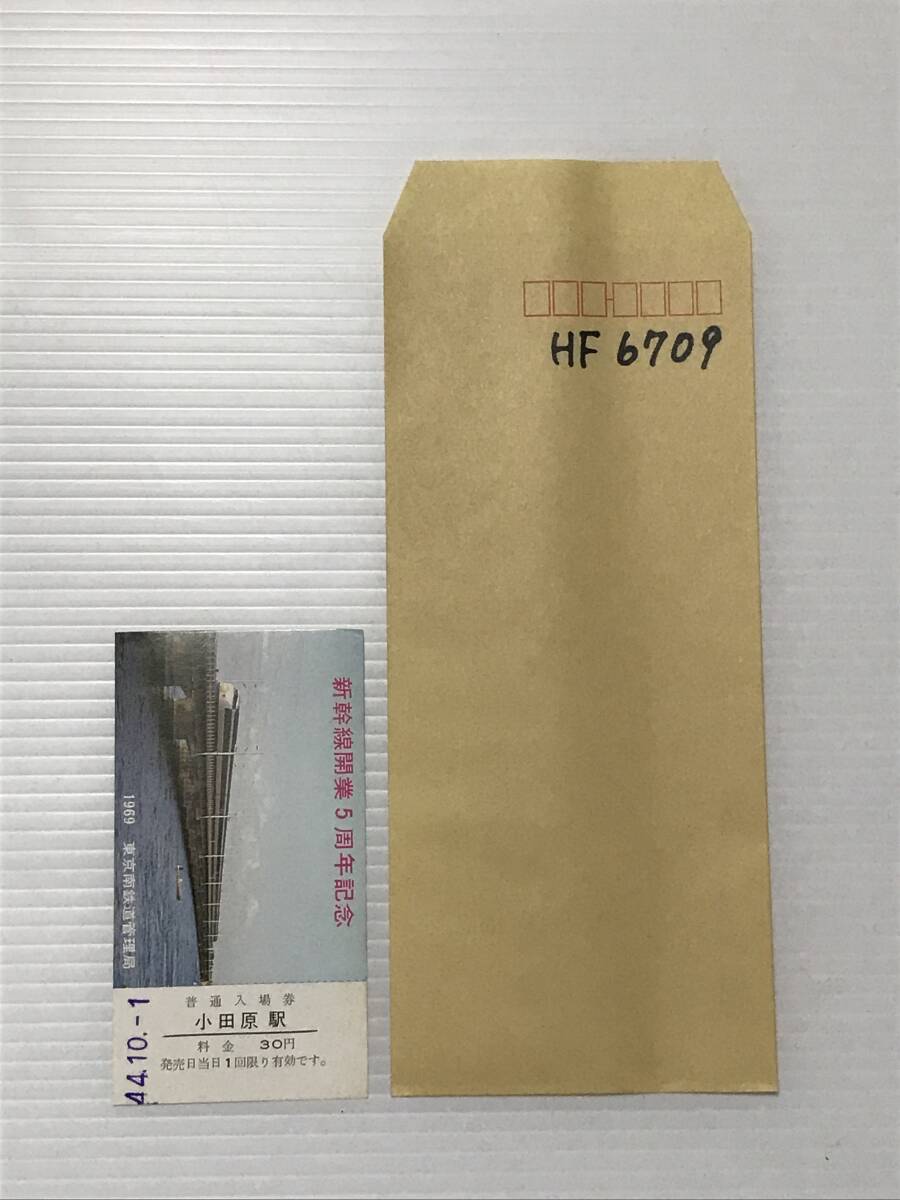 HF 6709
新幹線開業5周年記念
1969 東京南鉄道管理局
普通入場券
小田原駅
料金 30円
発売日当日1回限り有効です。
44.10.-1